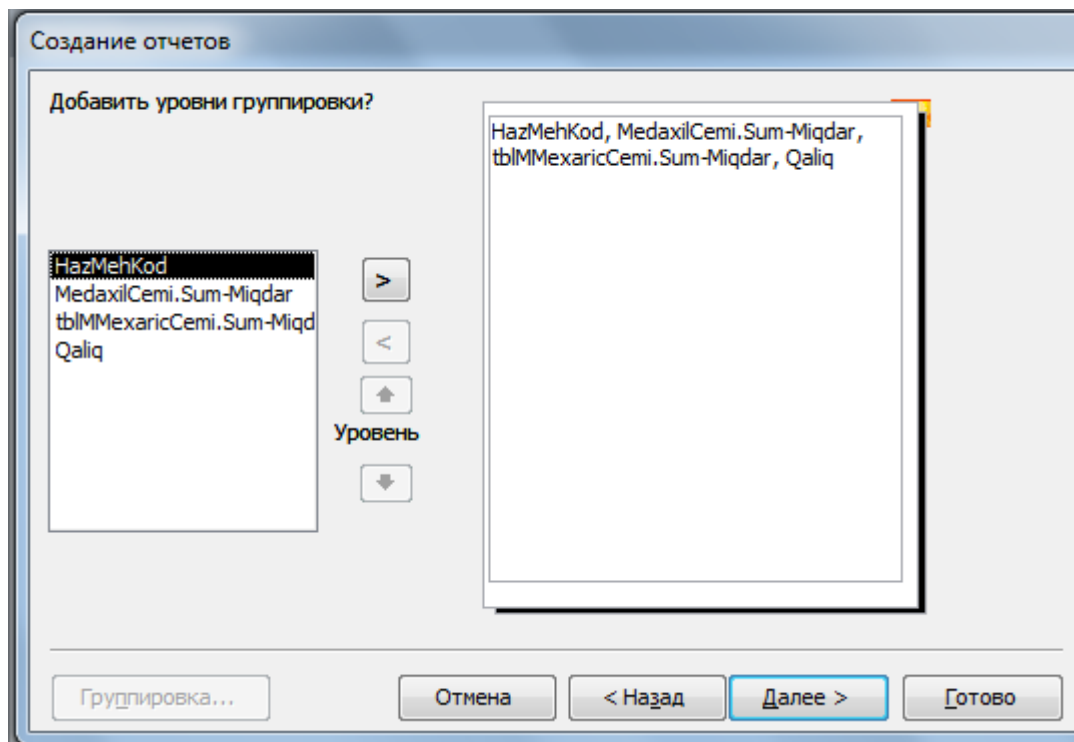 Создание отчетов
Добавить уровни группировки?
HazMehKod, MedaxilCemi.Sum-Miqdar,
tblMMexaricCemi.Sum-Miqdar, Qaliq
HazMehKod
MedaxilCemi.Sum-Miqdar
tblMMexaricCemi.Sum-Miqd
Qaliq
>
<
Уровень
Группировка...
Отмена
< Назад
Далее >
Готово